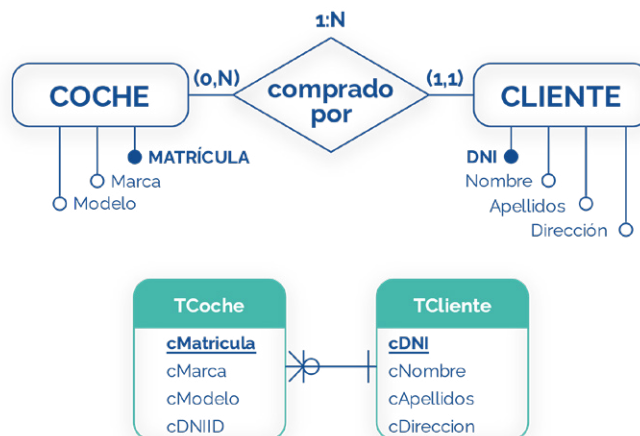 1:N
COCHE
(0,N)
comprado
por
(1,1)
CLIENTE
MATRÍCULA
Marca
Modelo
DNI
Nombre
Apellidos
Dirección
TCoche
cMatricula
cMarca
cModelo
cDNIID
TCliente
cDNI
cNombre
cApellidos
cDireccion